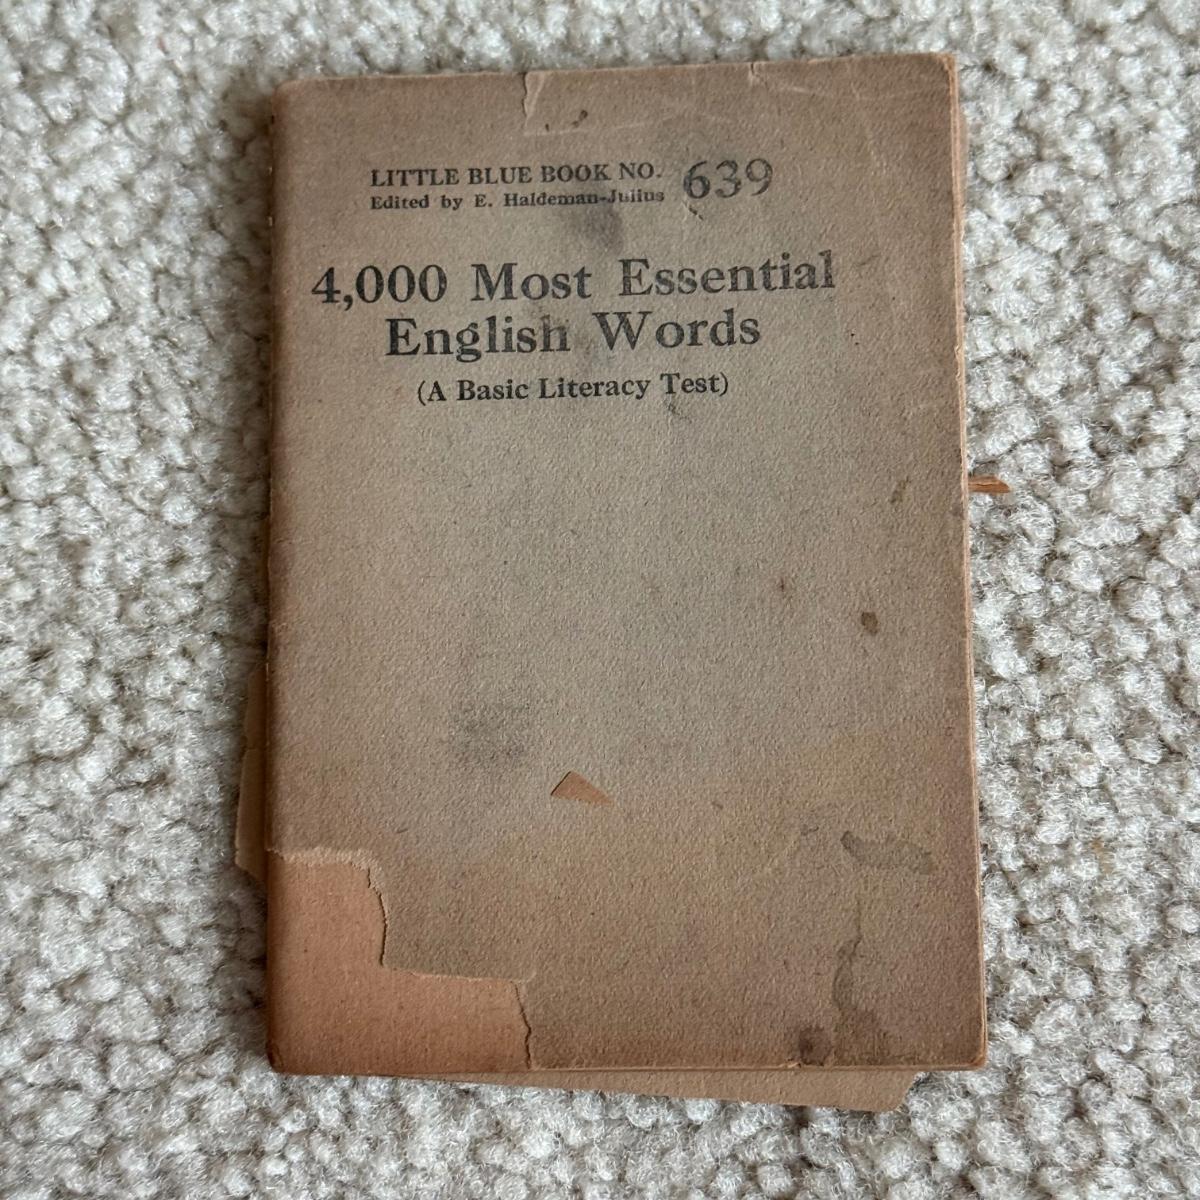 LITTLE BLUE BOOK NO. 639
Edited by E. Haldeman-Julius
4,000 Most Essential
English Words
(A Basic Literacy Test)